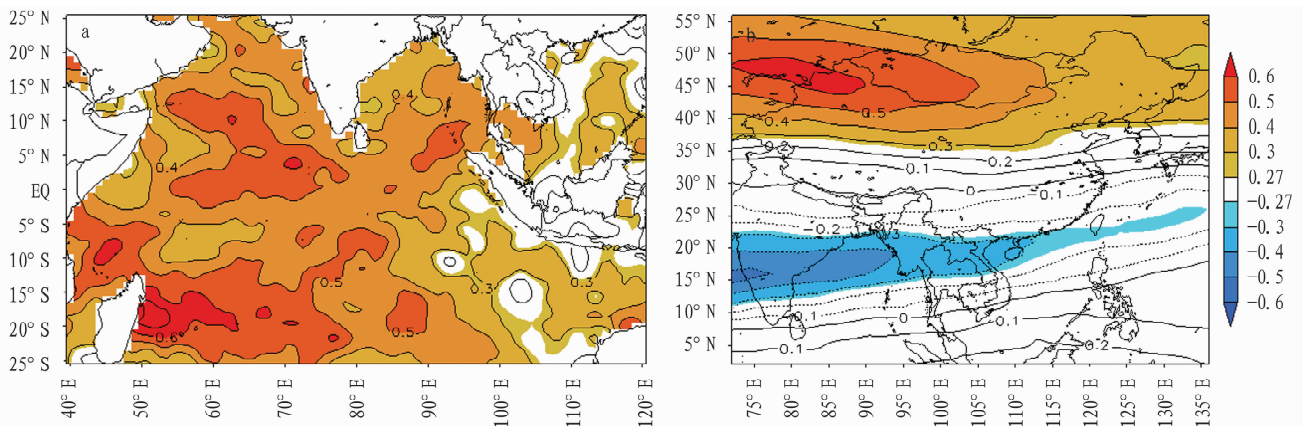 a
25° N
20° N
15° N
10° N
5° N
EQ
5° S
10° S
15° S
20° S
25° S
40° E
50° E
60° E
70° E
80° E
90° E
100° E
110° E
120° E
0.4
0.4
0.5
0.3
0.3
0.5
0.6
b
55° N
50° N
45° N
40° N
35° N
30° N
25° N
20° N
15° N
10° N
5° N
75° E
80° E
85° E
90° E
95° E
100° E
105° E
110° E
115° E
120° E
125° E
130° E
135° E
0.5
0.4
0.3
0.2
0.2
0.1
0
-0.1
-0.2
0.1
0
0.1
0.1
0.2
0.6
0.5
0.4
0.3
0.27
-0.27
-0.3
-0.4
-0.5
-0.6